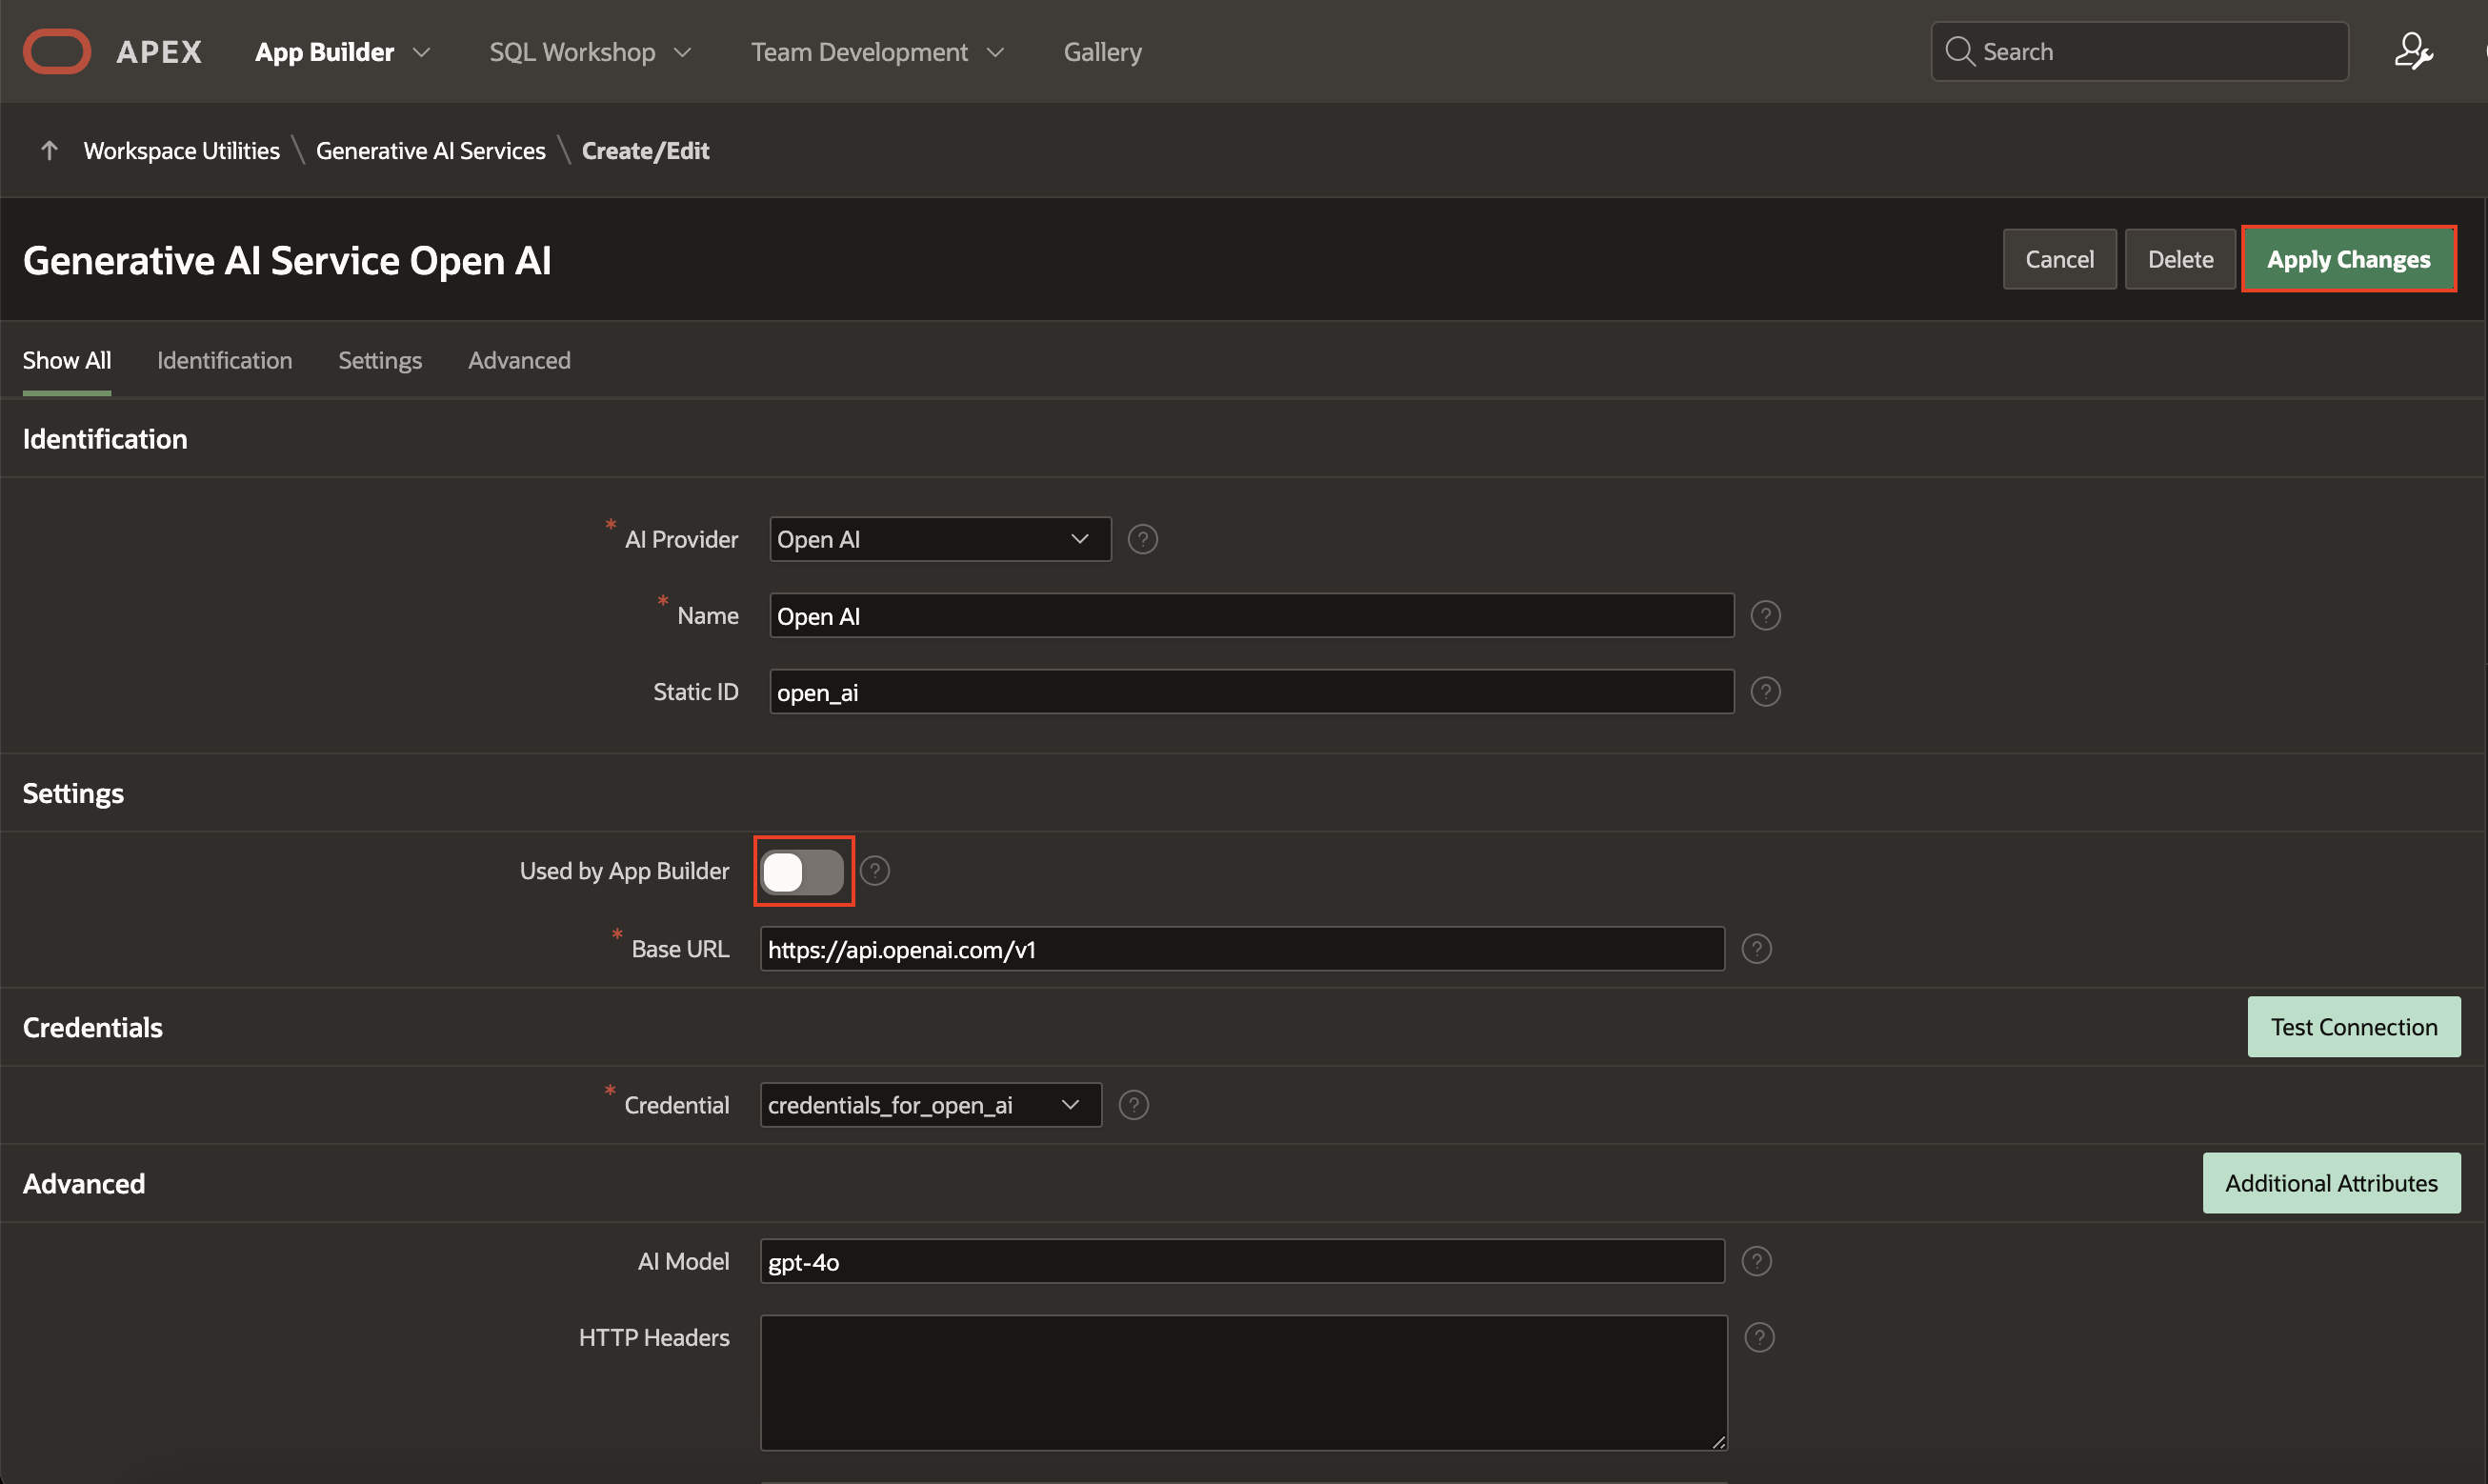 APEX App Builder SQL Workshop Team Development Gallery Search
Workspace Utilities \ Generative AI Services \ Create/Edit
Generative AI Service Open AI Cancel Delete Apply Changes
Show All Identification Settings Advanced
Identification
* AI Provider Open AI ?
* Name Open AI ?
Static ID open_ai ?
Settings
Used by App Builder ?
* Base URL https://api.openai.com/v1 ?
Credentials Test Connection
* Credential credentials_for_open_ai ?
Advanced Additional Attributes
AI Model gpt-4o ?
HTTP Headers ?